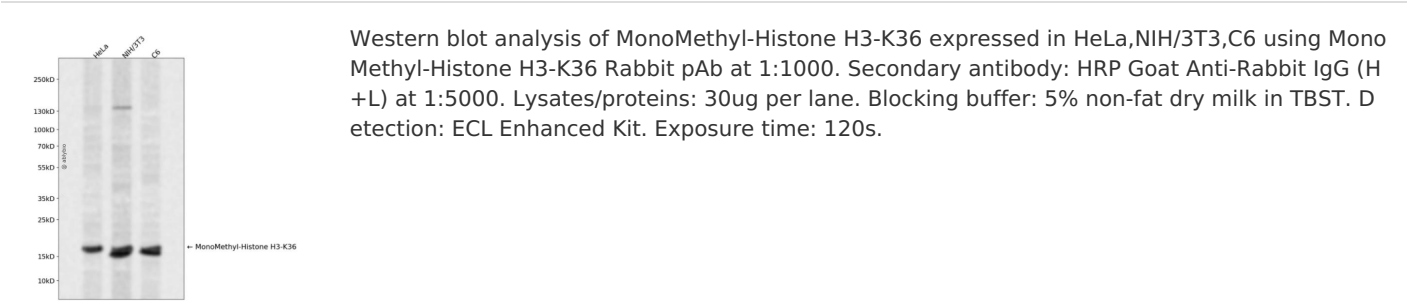 HeLa
NIH/3T3
C6
250kD
130kD
100kD
70kD
55kD
35kD
25kD
15kD
10kD
@ abbybio
← MonoMethyl-Histone H3-K36
Western blot analysis of MonoMethyl-Histone H3-K36 expressed in HeLa,NIH/3T3,C6 using Mono
Methyl-Histone H3-K36 Rabbit pAb at 1:1000. Secondary antibody: HRP Goat Anti-Rabbit IgG (H
+L) at 1:5000. Lysates/proteins: 30ug per lane. Blocking buffer: 5% non-fat dry milk in TBST. D
etection: ECL Enhanced Kit. Exposure time: 120s.